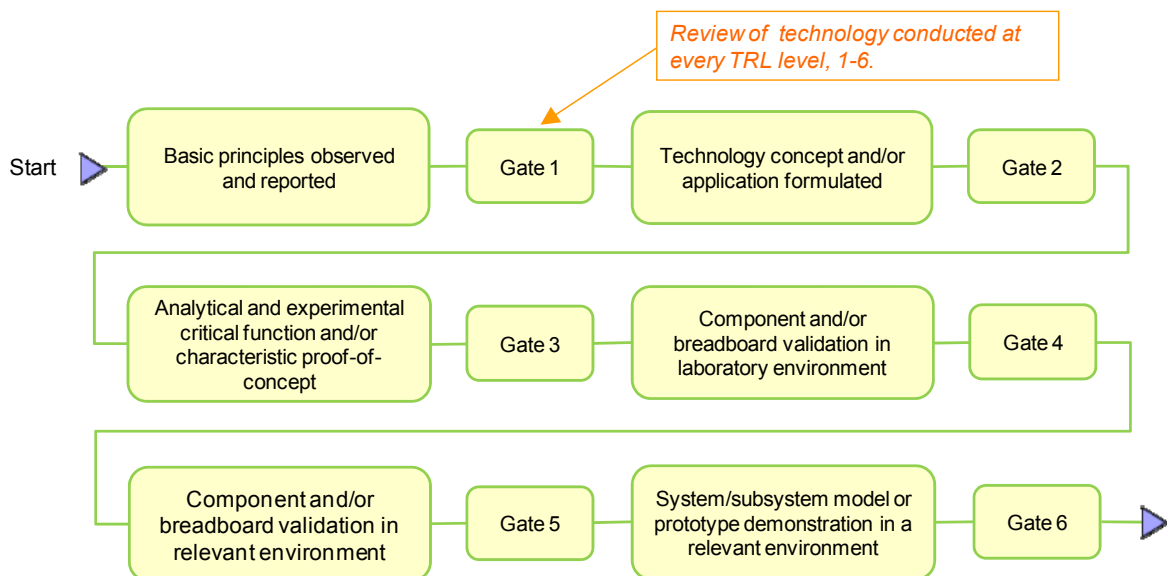 Review of technology conducted at
every TRL level, 1-6.
Start
Basic principles observed
and reported
Gate 1
Technology concept and/or
application formulated
Gate 2
Analytical and experimental
critical function and/or
characteristic proof-of-
concept
Gate 3
Component and/or
breadboard validation in
laboratory environment
Gate 4
Component and/or
breadboard validation in
relevant environment
Gate 5
System/subsystem model or
prototype demonstration in a
relevant environment
Gate 6